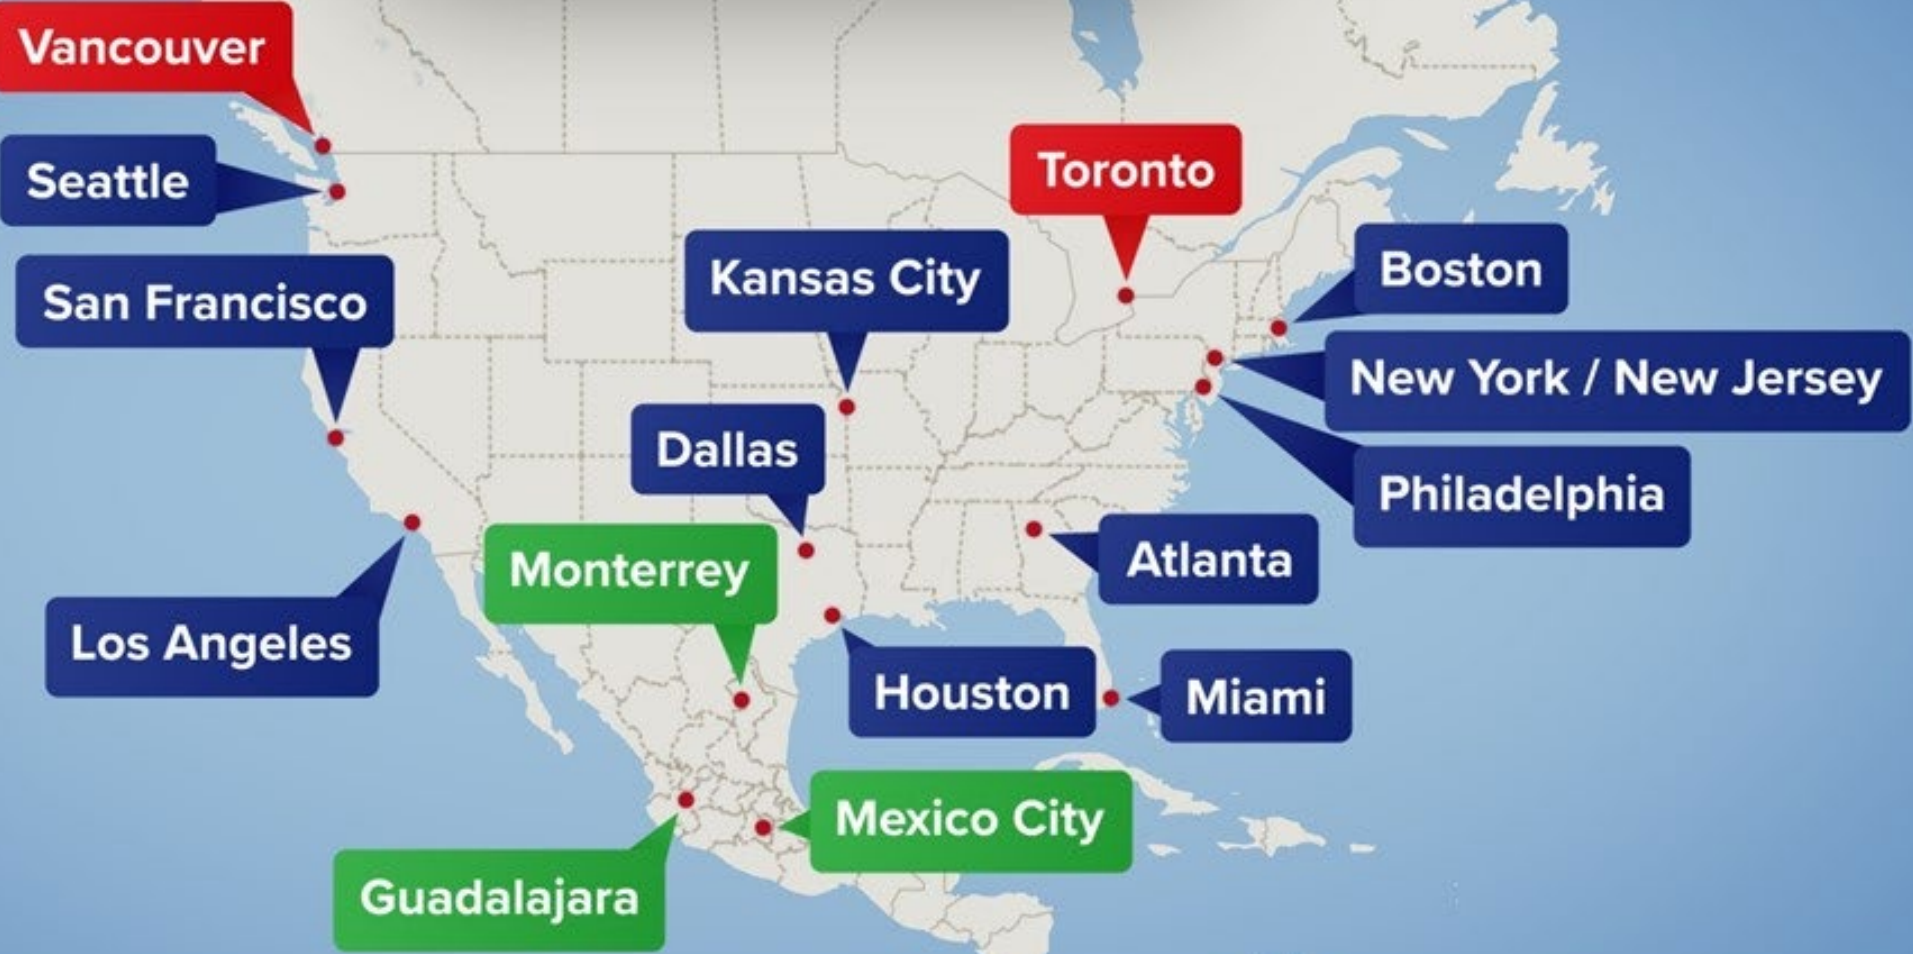 Vancouver
Toronto
Seattle
Boston
Kansas City
San Francisco
New York / New Jersey
Dallas
Philadelphia
Monterrey
Atlanta
Los Angeles
Houston
Miami
Mexico City
Guadalajara